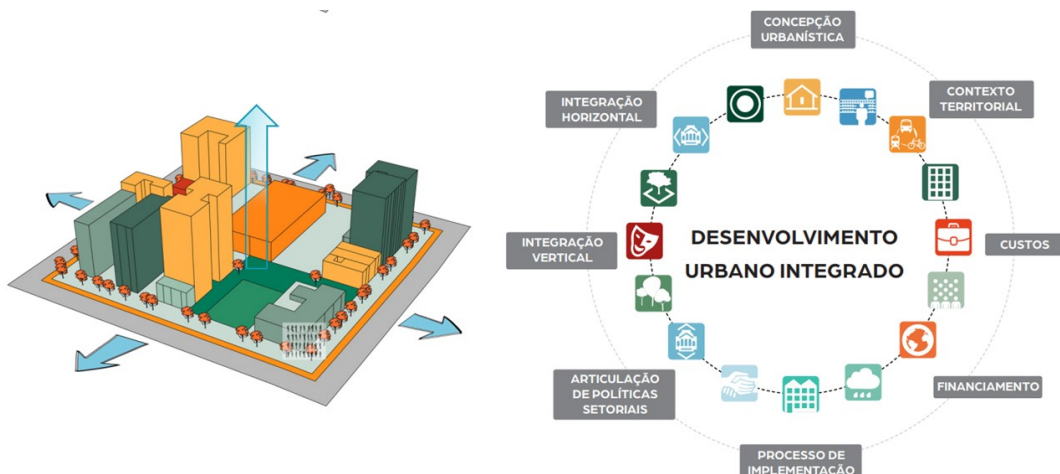 CONCEPÇÃO
URBANÍSTICA
INTEGRAÇÃO
HORIZONTAL
CONTEXTO
TERRITORIAL
INTEGRAÇÃO
VERTICAL
DESENVOLVIMENTO
URBANO INTEGRADO
CUSTOS
ARTICULAÇÃO
DE POLÍTICAS
SETORIAIS
FINANCIAMENTO
PROCESSO DE
IMPLEMENTAÇÃO